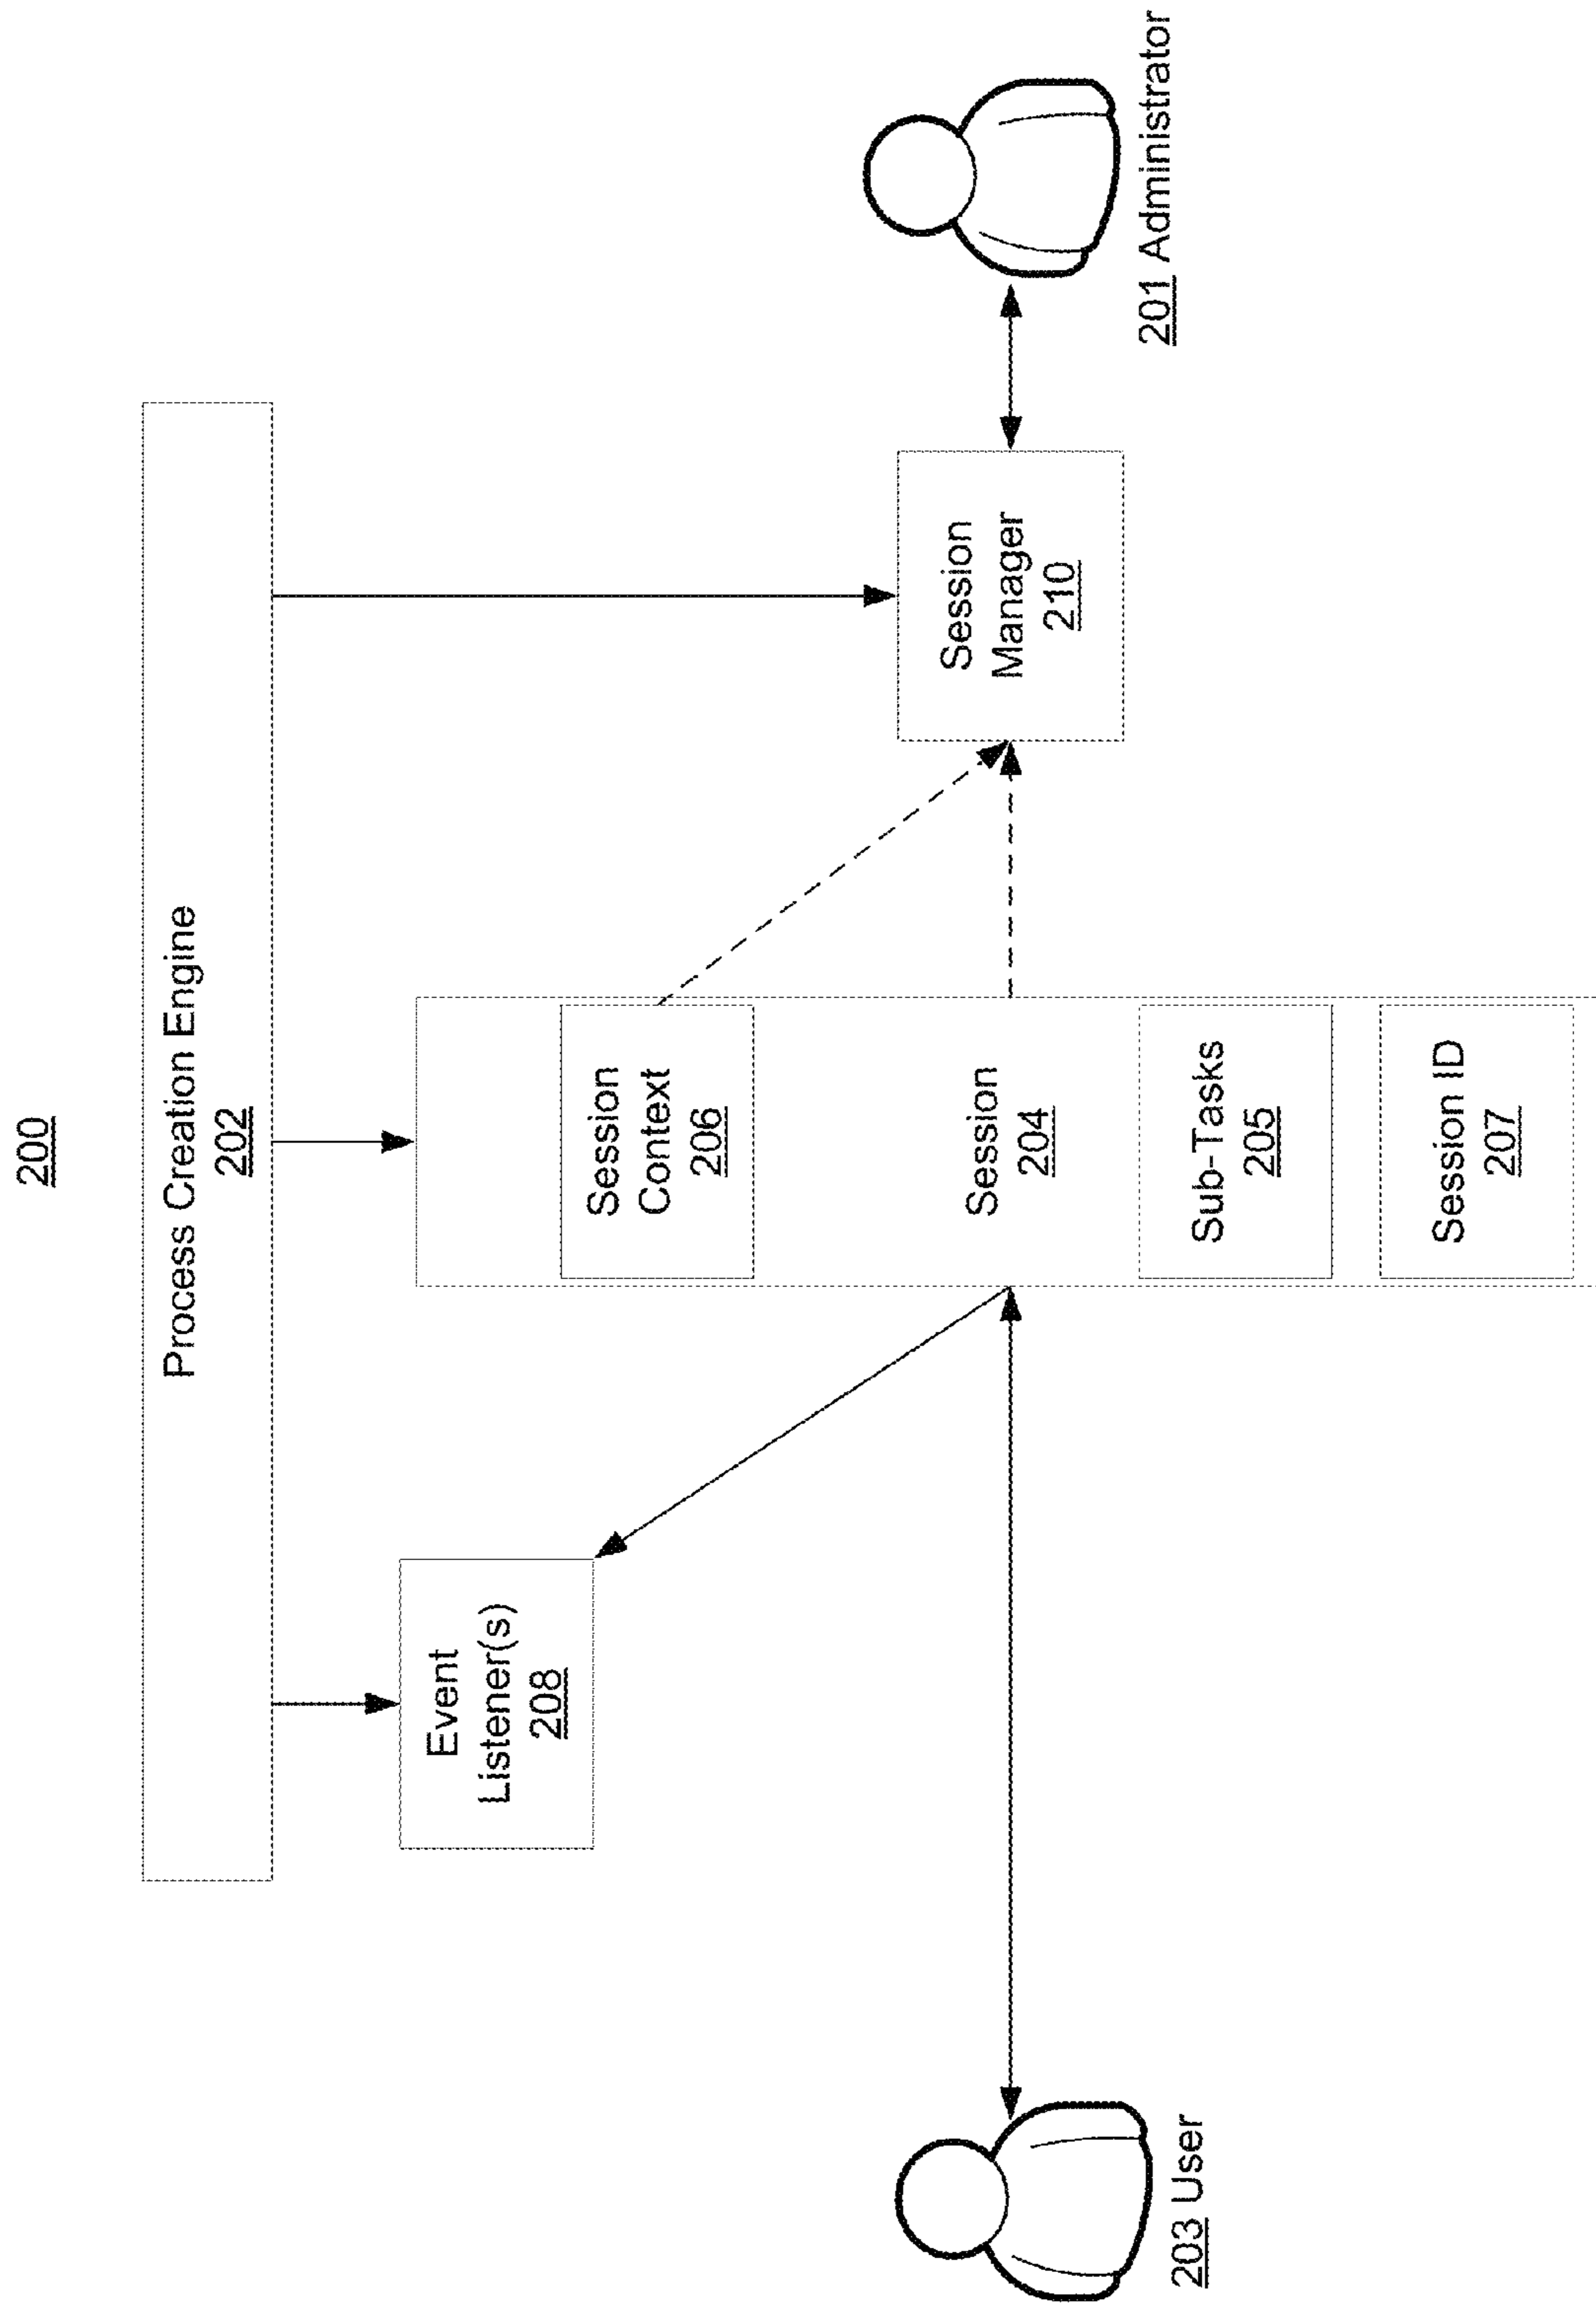 200
Process Creation Engine
202
Event
Listener(s)
208
Session
Context
206
Session
204
Sub-Tasks
205
Session ID
207
Session
Manager
210
203 User
201 Administrator